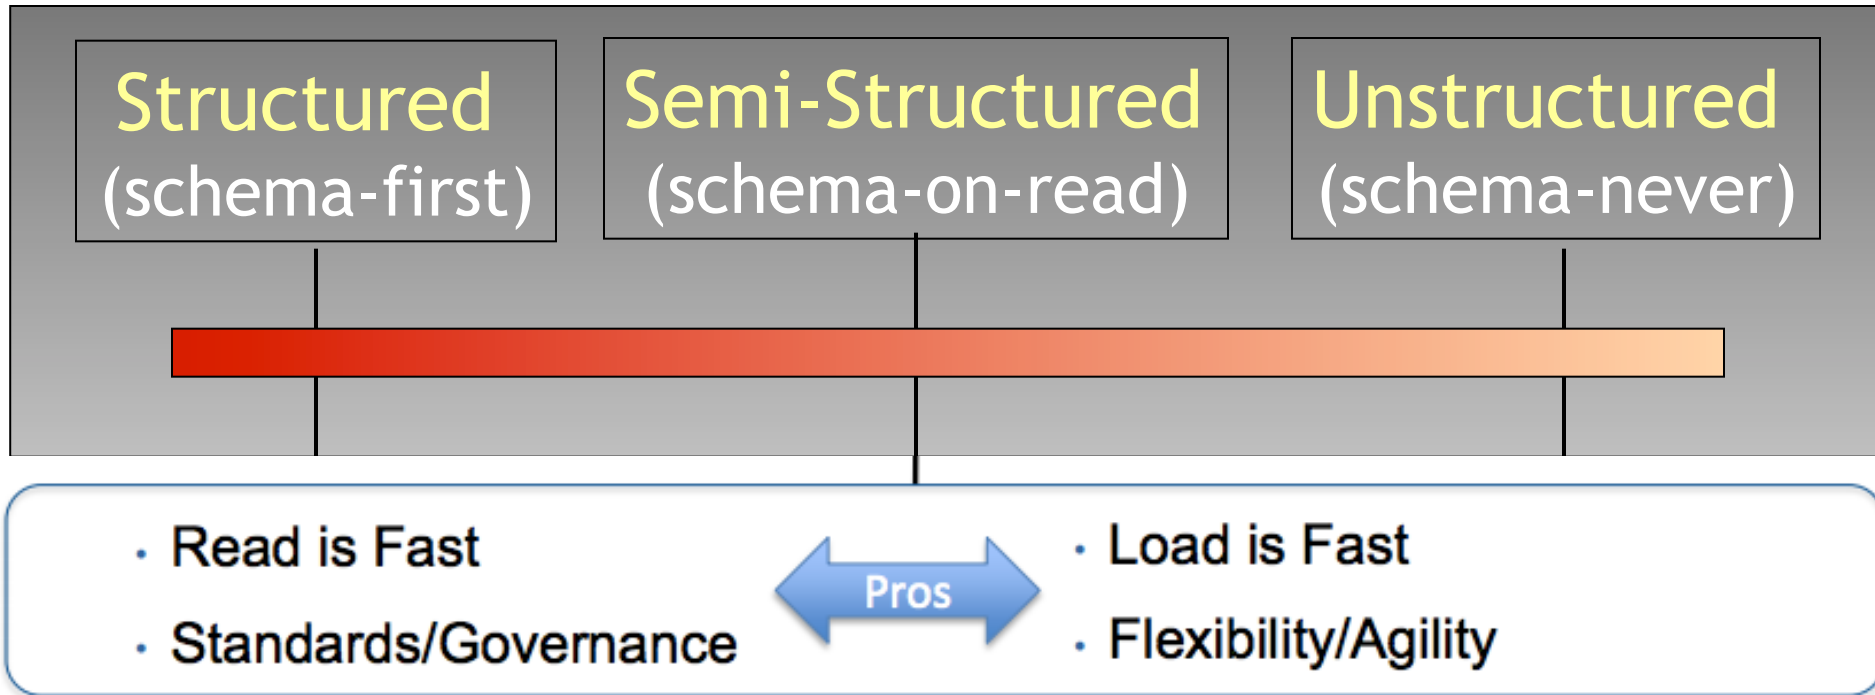 Structured
(schema-first)
Semi-Structured
(schema-on-read)
Unstructured
(schema-never)
• Read is Fast
• Standards/Governance
Pros
• Load is Fast
• Flexibility/Agility